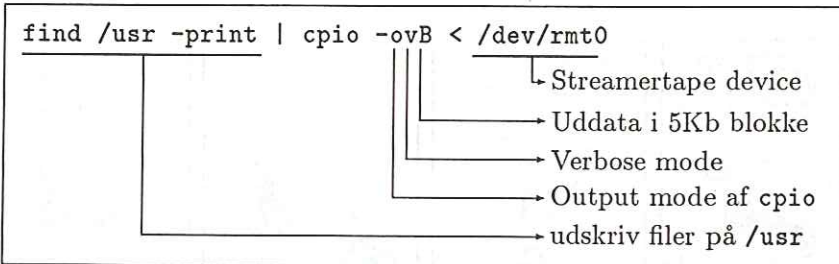 find /usr -print | cpio -ovB < /dev/rmt0
Streamertape device
Uddata i 5Kb blokke
Verbose mode
Output mode af cpio
udskriv filer på /usr